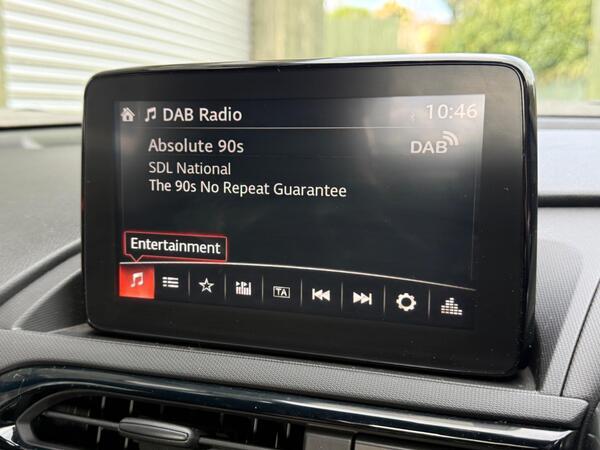 DAB Radio
10:46
Absolute 90s
DAB
SDL National
The 90s No Repeat Guarantee
Entertainment
TA